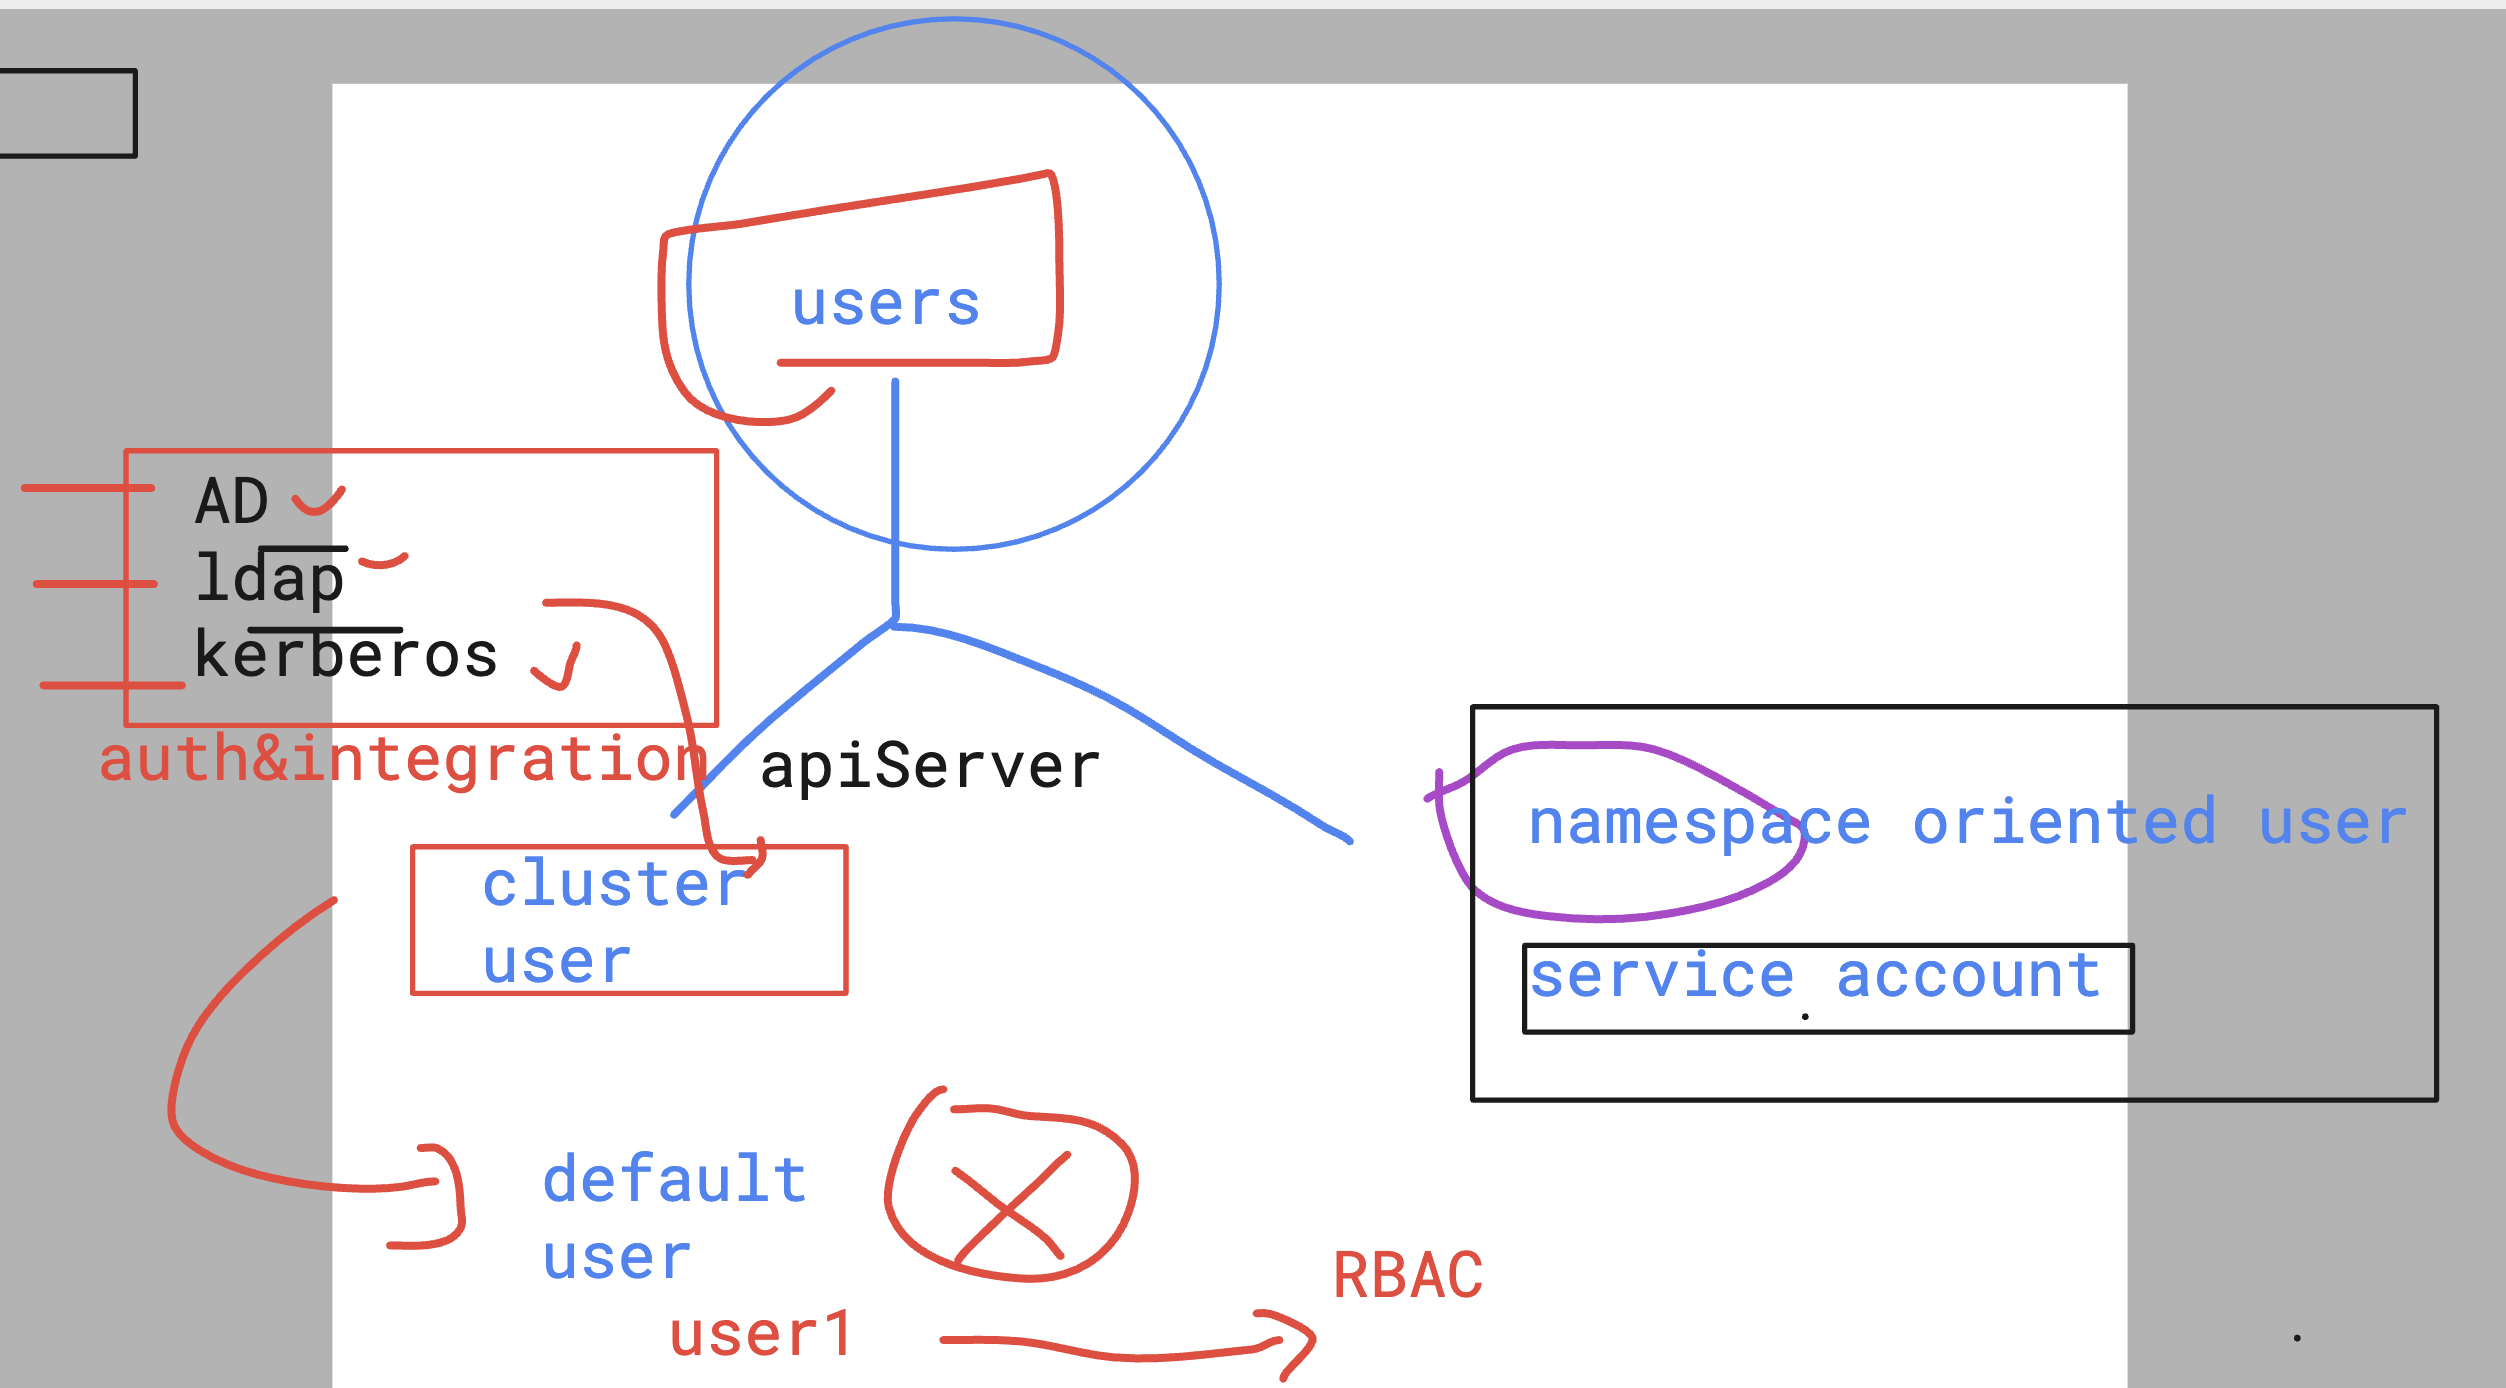 users
AD
ldap
kerberos
auth&integration
apiServer
cluster
user
namespace oriented user
service account
default
user
user1
RBAC